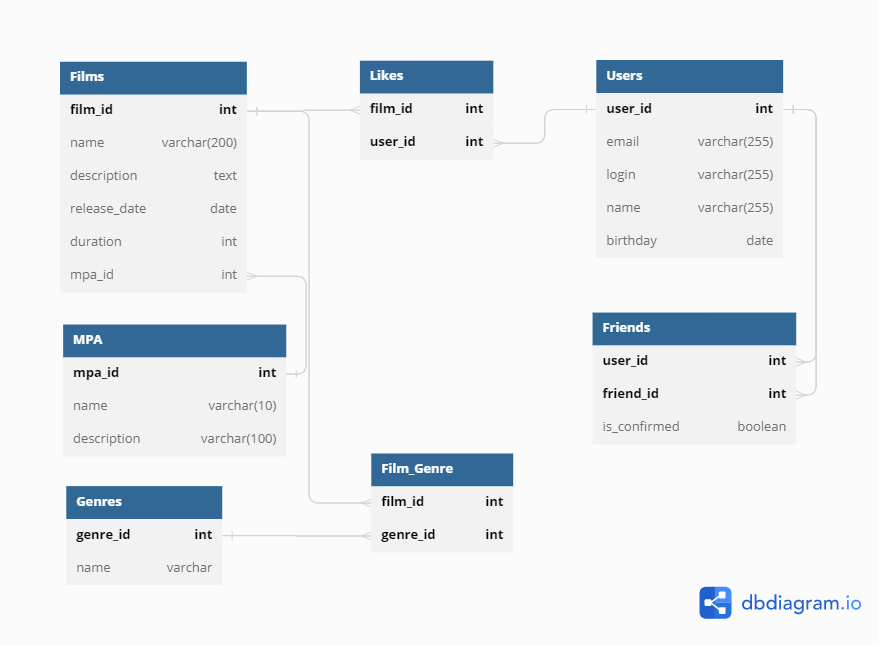 Films
film_id int
name varchar(200)
description text
release_date date
duration int
mpa_id int
Likes
film_id int
user_id int
Users
user_id int
email varchar(255)
login varchar(255)
name varchar(255)
birthday date
MPA
mpa_id int
name varchar(10)
description varchar(100)
Friends
user_id int
friend_id int
is_confirmed boolean
Genres
genre_id int
name varchar
Film_Genre
film_id int
genre_id int
dbdiagram.io